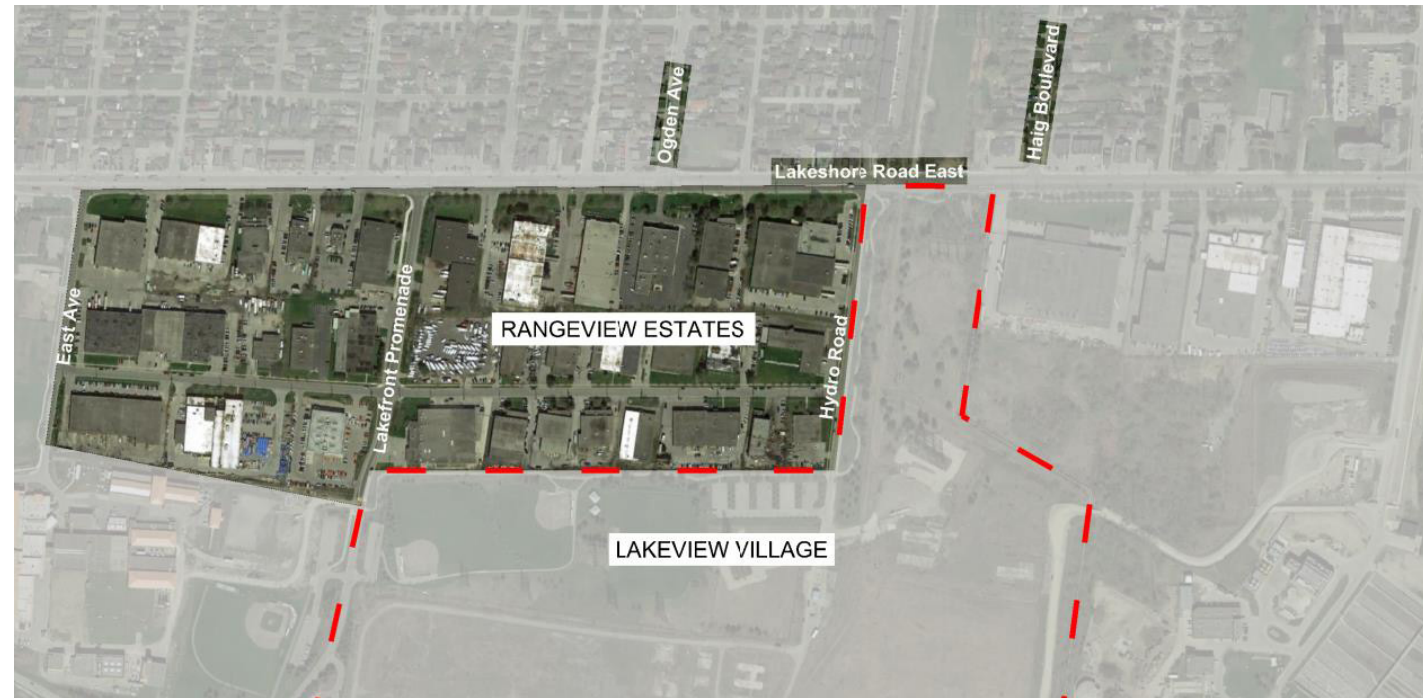 Ogden Ave
Haig Boulevard
Lakeshore Road East
East Ave
Lakefront Promenade
RANGEVIEW ESTATES
Hydro Road
LAKEVIEW VILLAGE